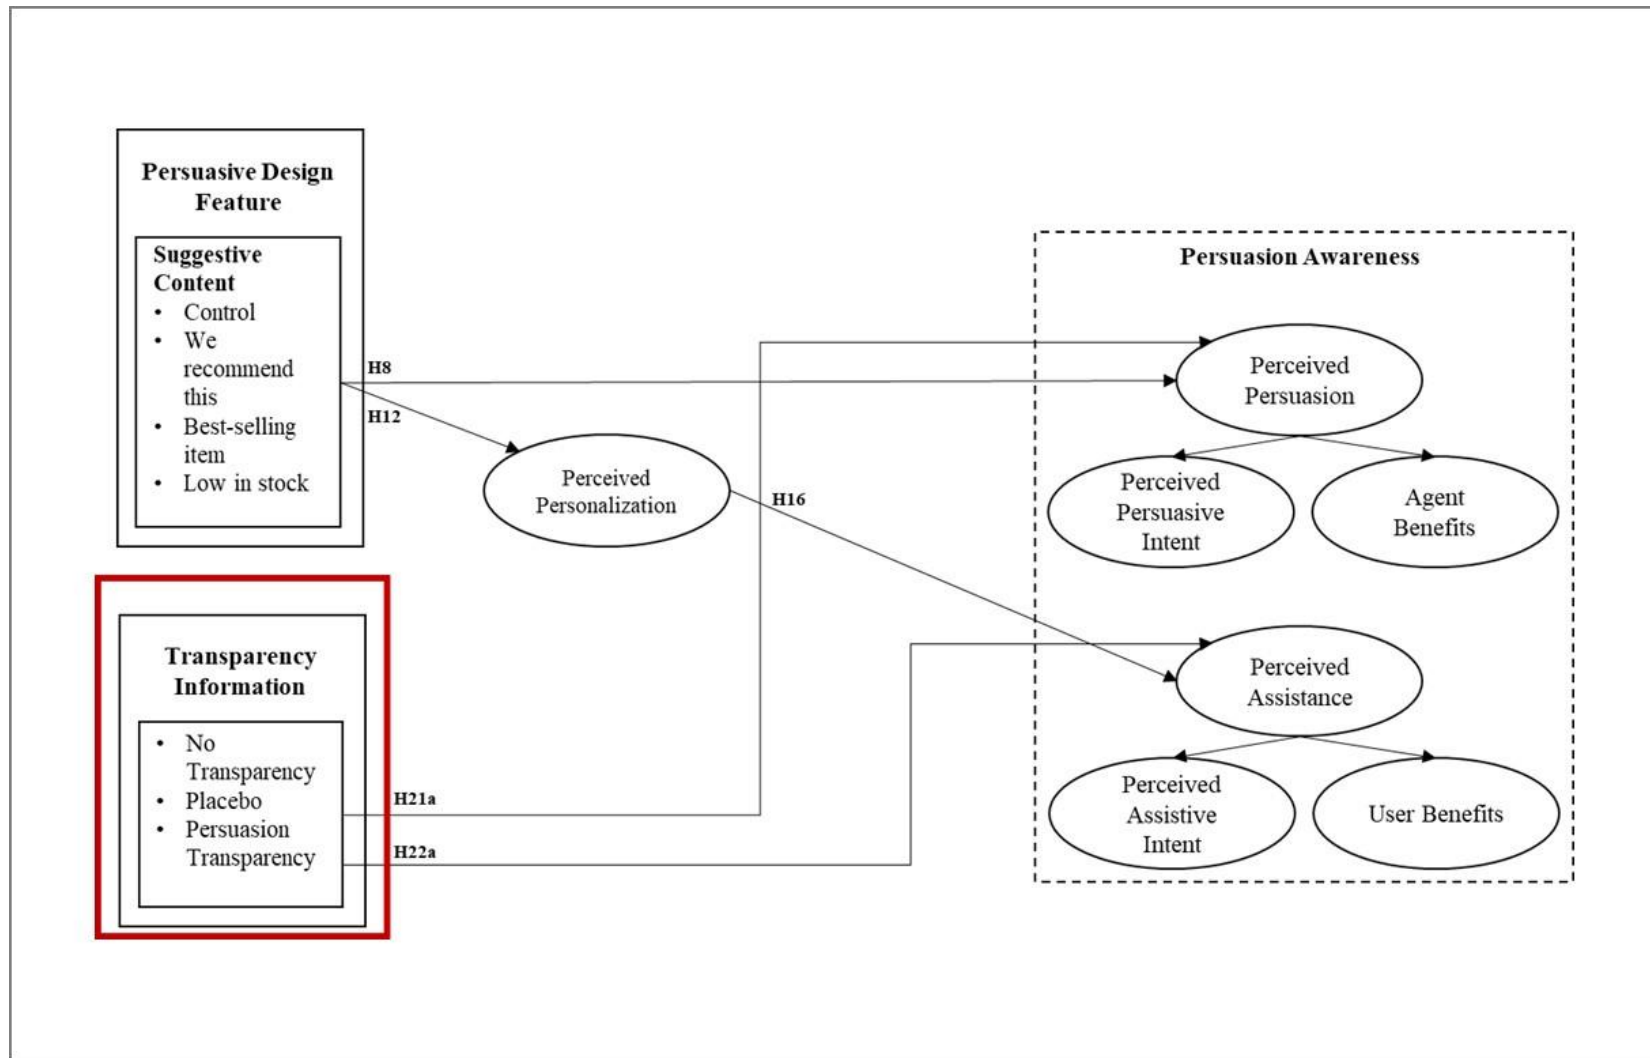 Persuasive Design
Feature
Suggestive
Content
• Control
• We
recommend
this
• Best-selling
item
• Low in stock
H8
H12
Perceived
Personalization
H16
Persuasion Awareness
Perceived
Persuasion
Perceived
Persuasive
Intent
Agent
Benefits
Transparency
Information
• No
Transparency
• Placebo
• Persuasion
Transparency
H21a
H22a
Perceived
Assistance
Perceived
Assistive
Intent
User Benefits